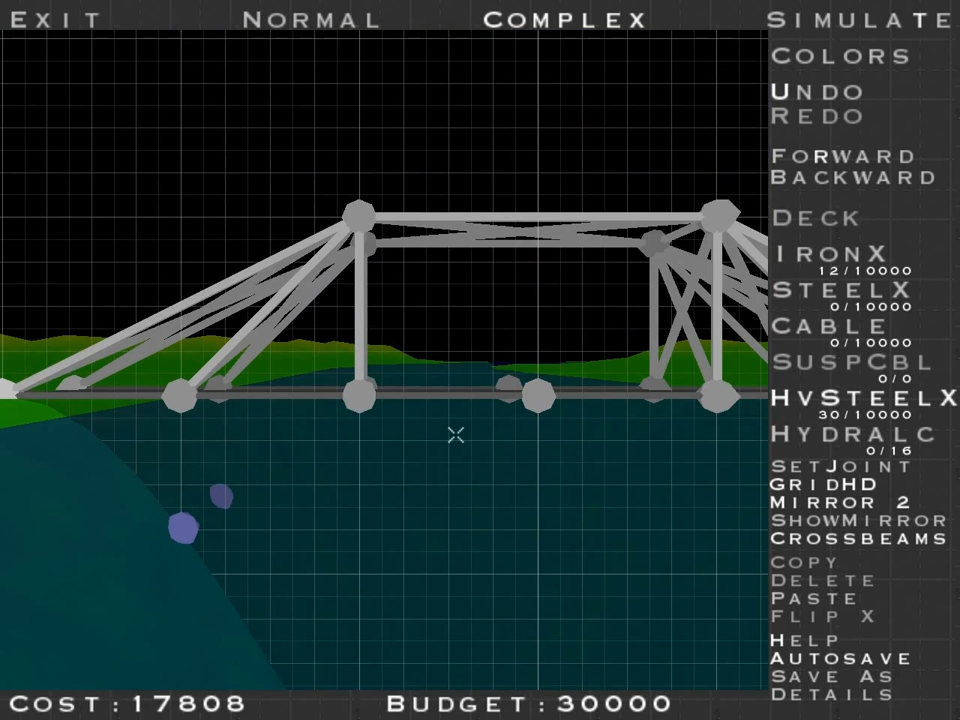 EXIT NORMAL COMPLEX SIMULATE
COLORS
UNDO
REDO
FORWARD
BACKWARD
DECK
IRONX
12/10000
STEELX
0/10000
CABLE
0/10000
SUSPCBL
0/0
HVSTEELX
30/10000
HYDRALC
0/16
SETJOINT
GRIDHD
MIRROR 2
SHOWMIRROR
CROSSBEAMS
COPY
DELETE
PASTE
FLIP X
HELP
AUTOSAVE
SAVE AS
DETAILS
COST:17808 BUDGET:30000